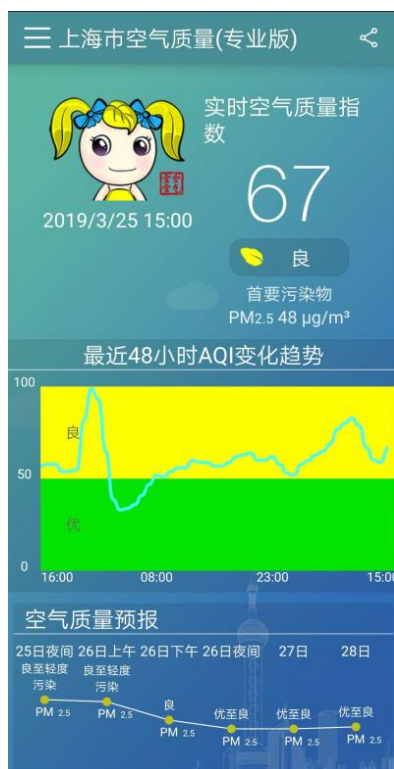 上海市空气质量(专业版)
实时空气质量指
数
67
2019/3/25 15:00
良
首要污染物
PM2.5 48 μg/m³
最近48小时AQI变化趋势
100
良
50
优
0
16:00 08:00 23:00 15:00
空气质量预报
25日夜间 26日上午 26日下午 26日夜间 27日 28日
良至轻度 良至轻度
污染 污染
良 优至良 优至良 优至良
PM 2.5 PM 2.5 PM 2.5 PM 2.5 PM 2.5 PM 2.5